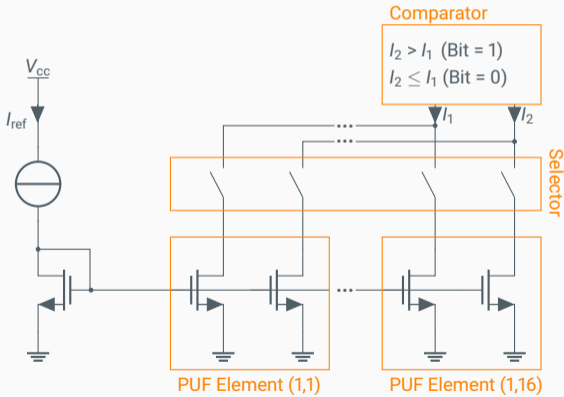 Comparator
I₂ > I₁ (Bit = 1)
I₂ ≤ I₁ (Bit = 0)
Vcc
Iref
I₁
I₂
Selector
PUF Element (1,1)
PUF Element (1,16)